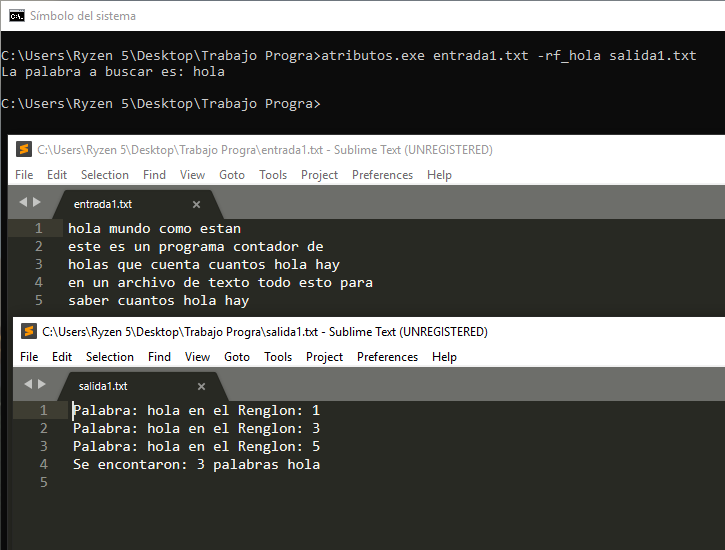 Símbolo del sistema
C:\Users\Ryzen 5\Desktop\Trabajo Progra>atributos.exe entrada1.txt -rf_hola salida1.txt
La palabra a buscar es: hola
C:\Users\Ryzen 5\Desktop\Trabajo Progra>
C:\Users\Ryzen 5\Desktop\Trabajo Progra\entrada1.txt - Sublime Text (UNREGISTERED)
File Edit Selection Find View Goto Tools Project Preferences Help
entrada1.txt ×
1 hola mundo como estan
2 este es un programa contador de
3 holas que cuenta cuantos hola hay
4 en un archivo de texto todo esto para
5 saber cuantos hola hay
C:\Users\Ryzen 5\Desktop\Trabajo Progra\salida1.txt - Sublime Text (UNREGISTERED)
File Edit Selection Find View Goto Tools Project Preferences Help
salida1.txt ×
1 Palabra: hola en el Renglon: 1
2 Palabra: hola en el Renglon: 3
3 Palabra: hola en el Renglon: 5
4 Se encontaron: 3 palabras hola
5